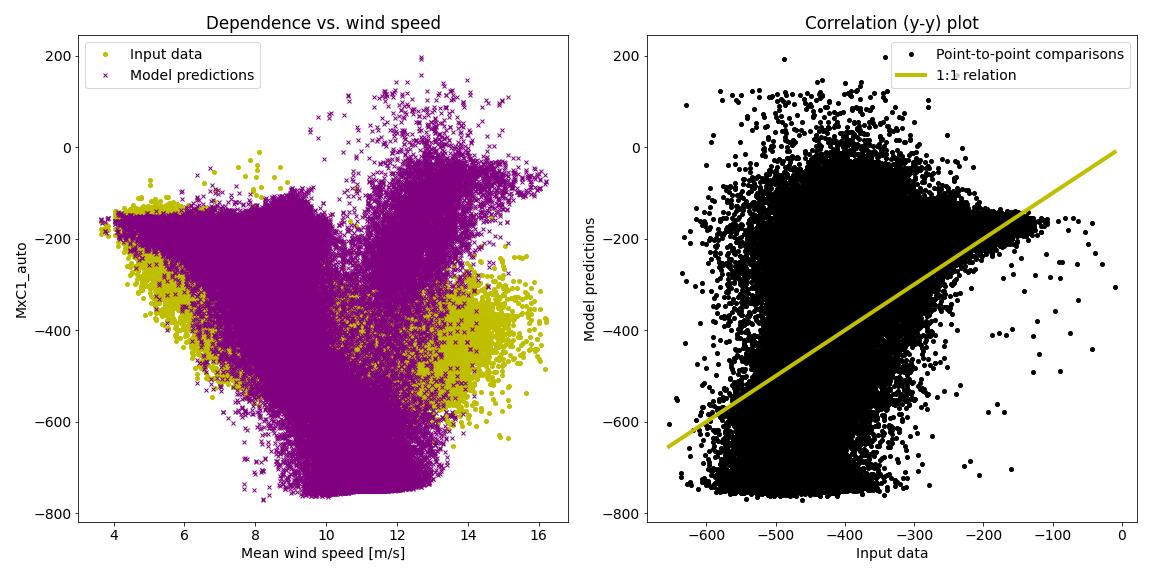 Dependence vs. wind speed
Input data
Model predictions
200
0
−200
−400
−600
−800
MxC1_auto
4
6
8
10
12
14
16
Mean wind speed [m/s]
Correlation (y-y) plot
Point-to-point comparisons
1:1 relation
200
0
−200
−400
−600
−800
Model predictions
−600
−500
−400
−300
−200
−100
0
Input data